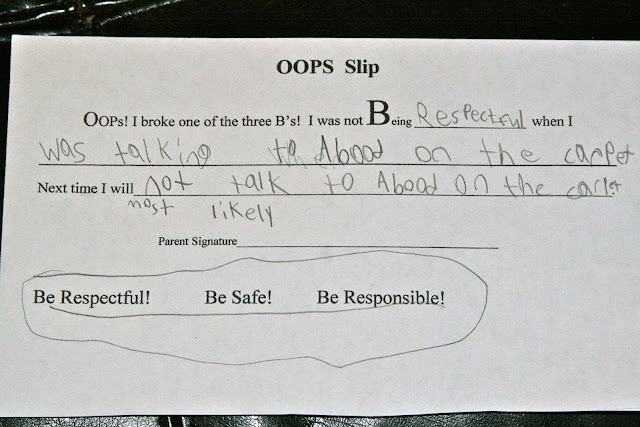 OOPS Slip
OOPs! I broke one of the three B's! I was not Being Respectful when I
was talking to Abood on the carpet
Next time I will not talk to Abood on the carpet
most likely
Parent Signature
Be Respectful! Be Safe! Be Responsible!